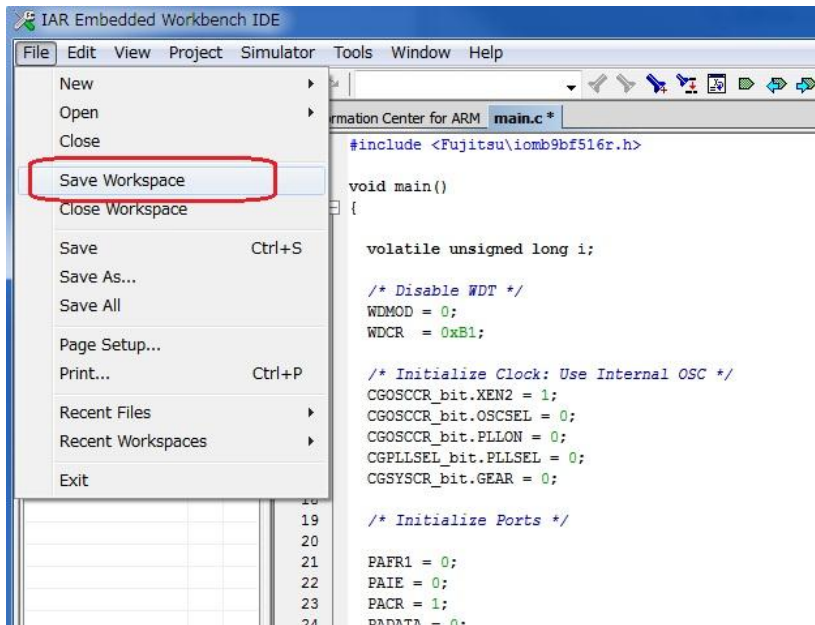 IAR Embedded Workbench IDE
File Edit View Project Simulator Tools Window Help
New
Open
Close
Save Workspace
Close Workspace
Save Ctrl+S
Save As...
Save All
Page Setup...
Print... Ctrl+P
Recent Files
Recent Workspaces
Exit
Center for ARM main.c *
#include <Fujitsu\iomb9bf516r.h>
void main()
{
volatile unsigned long i;
/* Disable WDT */
WDMOD = 0;
WDCR = 0xB1;
/* Initialize Clock: Use Internal OSC */
CGOSCCR_bit.XEN2 = 1;
CGOSCCR_bit.OSCSEL = 0;
CGOSCCR_bit.PLLON = 0;
CGPLLSEL_bit.PLLSEL = 0;
CGSYSCR_bit.GEAR = 0;
18
19 /* Initialize Ports */
20
21 PAFR1 = 0;
22 PAIE = 0;
23 PACR = 1;
24 PADATA = 0;